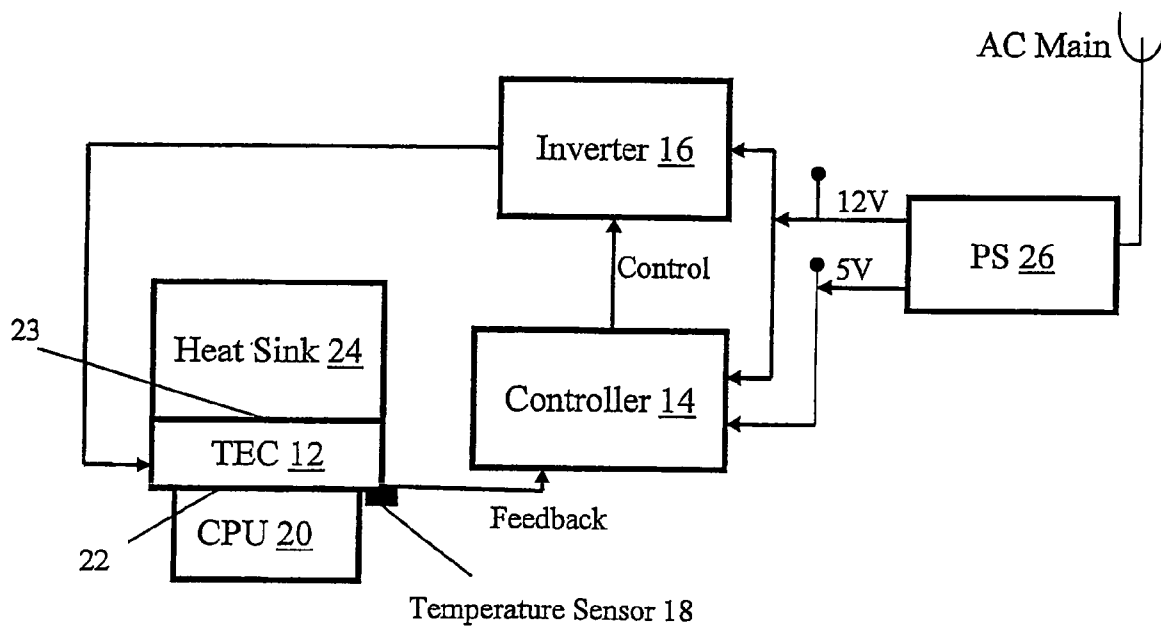 AC Main
Inverter 16
12V
PS 26
5V
Control
23
Heat Sink 24
Controller 14
TEC 12
Feedback
CPU 20
22
Temperature Sensor 18